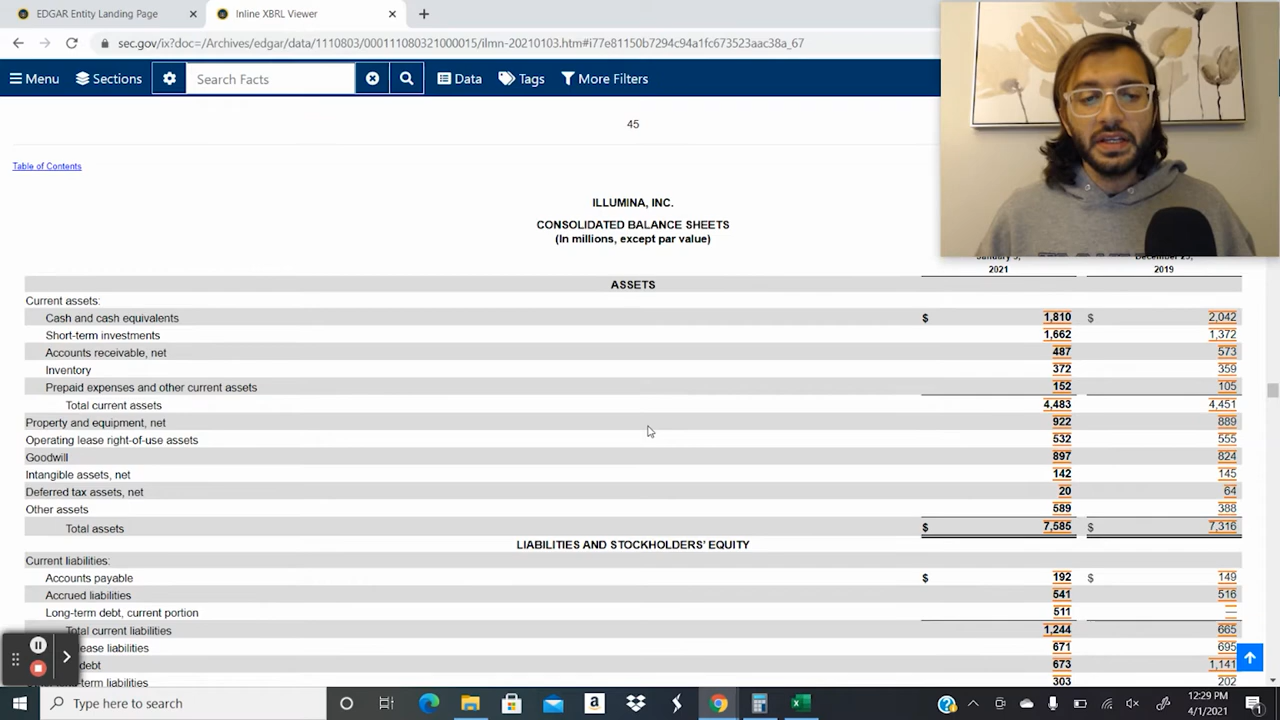 EDGAR Entity Landing Page
Inline XBRL Viewer
sec.gov/ix?doc=/Archives/edgar/data/1110803/000111080321000015/ilmn-20210103.htm#i77e81150b7294c94a1fc673523aac38a_67
Menu Sections Search Facts Data Tags More Filters
45
Table of Contents
ILLUMINA, INC.
CONSOLIDATED BALANCE SHEETS
(In millions, except par value)
2021 2019
ASSETS
Current assets:
Cash and cash equivalents $ 1,810 $ 2,042
Short-term investments 1,662 1,372
Accounts receivable, net 487 573
Inventory 372 359
Prepaid expenses and other current assets 152 105
Total current assets 4,483 4,451
Property and equipment, net 922 889
Operating lease right-of-use assets 532 555
Goodwill 897 824
Intangible assets, net 142 145
Deferred tax assets, net 20 64
Other assets 589 388
Total assets $ 7,585 $ 7,316
LIABILITIES AND STOCKHOLDERS' EQUITY
Current liabilities:
Accounts payable $ 192 $ 149
Accrued liabilities 541 516
Long-term debt, current portion 511 —
Total current liabilities 1,244 665
lease liabilities 671 695
debt 673 1,141
term liabilities 303 202
Type here to search
12:29 PM
4/1/2021